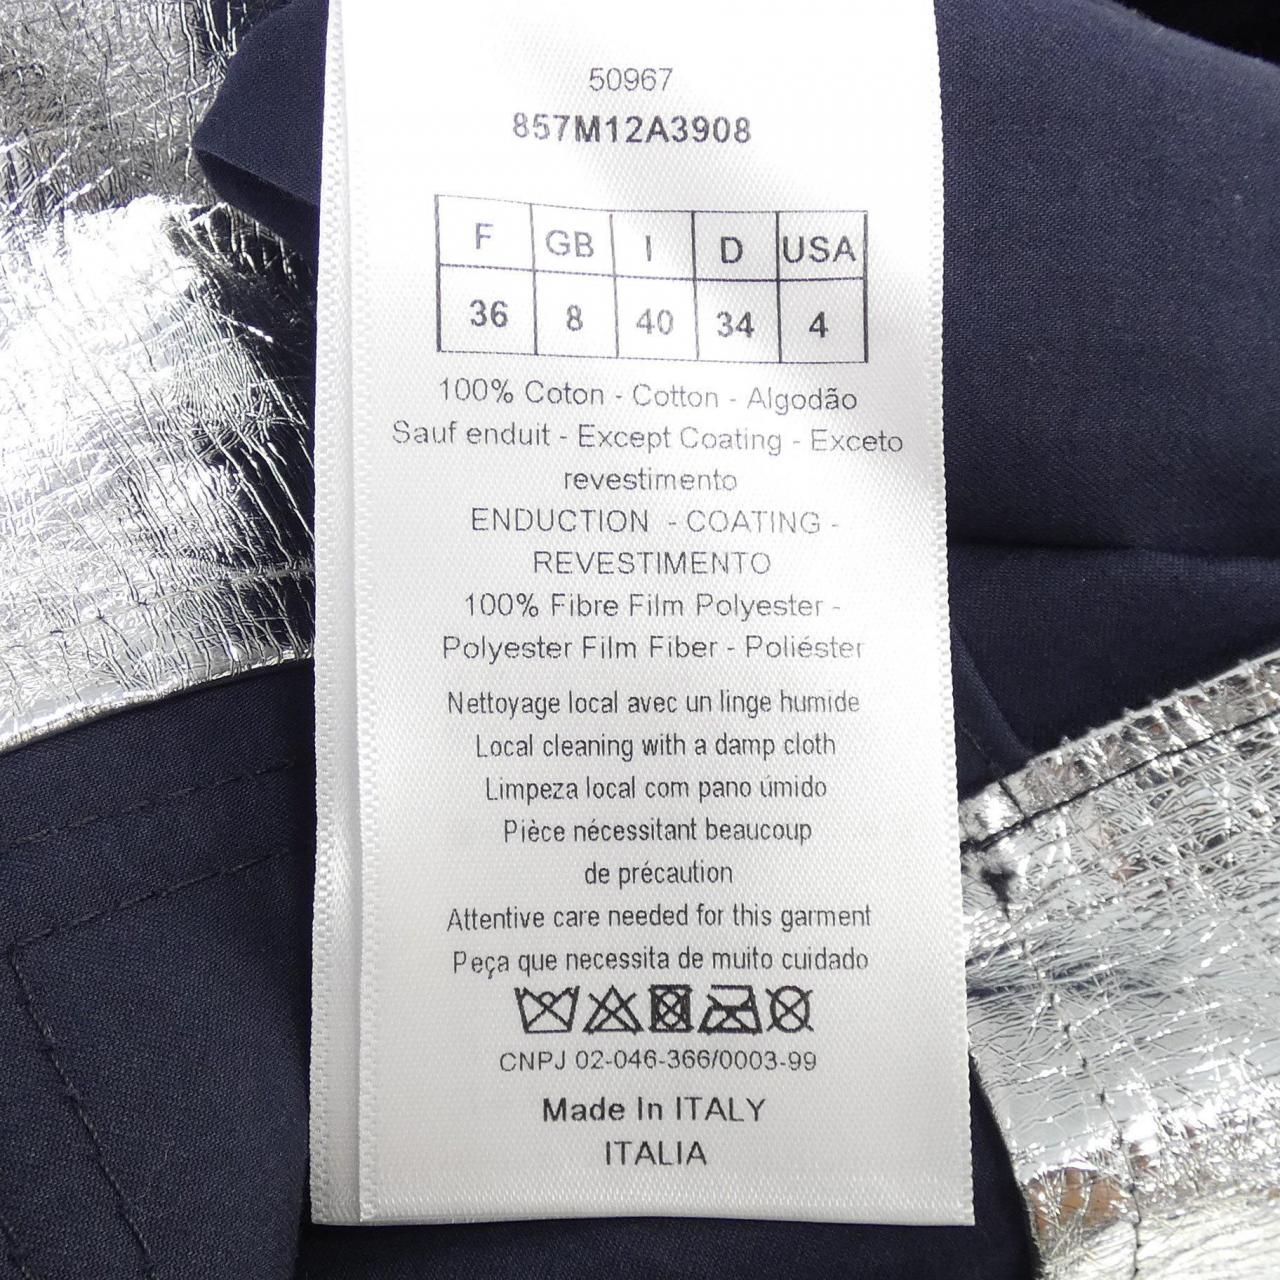 50967
857M12A3908
F GB I D USA
36 8 40 34 4
100% Coton - Cotton - Algodão
Sauf enduit - Except Coating - Exceto
revestimento
ENDUCTION - COATING -
REVESTIMENTO
100% Fibre Film Polyester -
Polyester Film Fiber - Poliéster
Nettoyage local avec un linge humide
Local cleaning with a damp cloth
Limpeza local com pano úmido
Pièce nécessitant beaucoup
de précaution
Attentive care needed for this garment
Peça que necessita de muito cuidado
CNPJ 02-046-366/0003-99
Made In ITALY
ITALIA